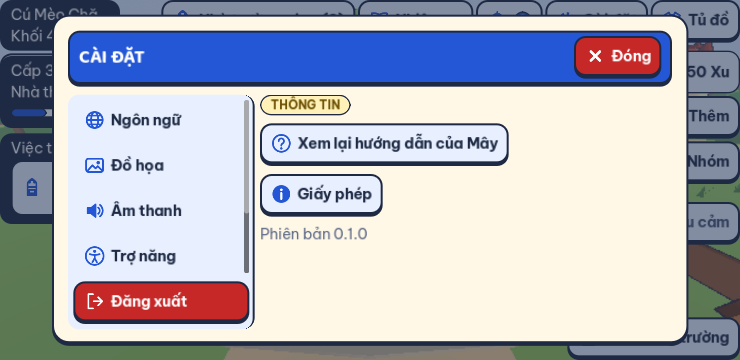 Cú Mèo Chă
Khối 4
Tủ đồ
Cấp 3
Nhà th
50 Xu
Thêm
Việc t
Nhóm
u cảm
rường
CÀI ĐẶT
Đóng
Ngôn ngữ
Đồ họa
Âm thanh
Trợ năng
Đăng xuất
THÔNG TIN
Xem lại hướng dẫn của Mây
Giấy phép
Phiên bản 0.1.0